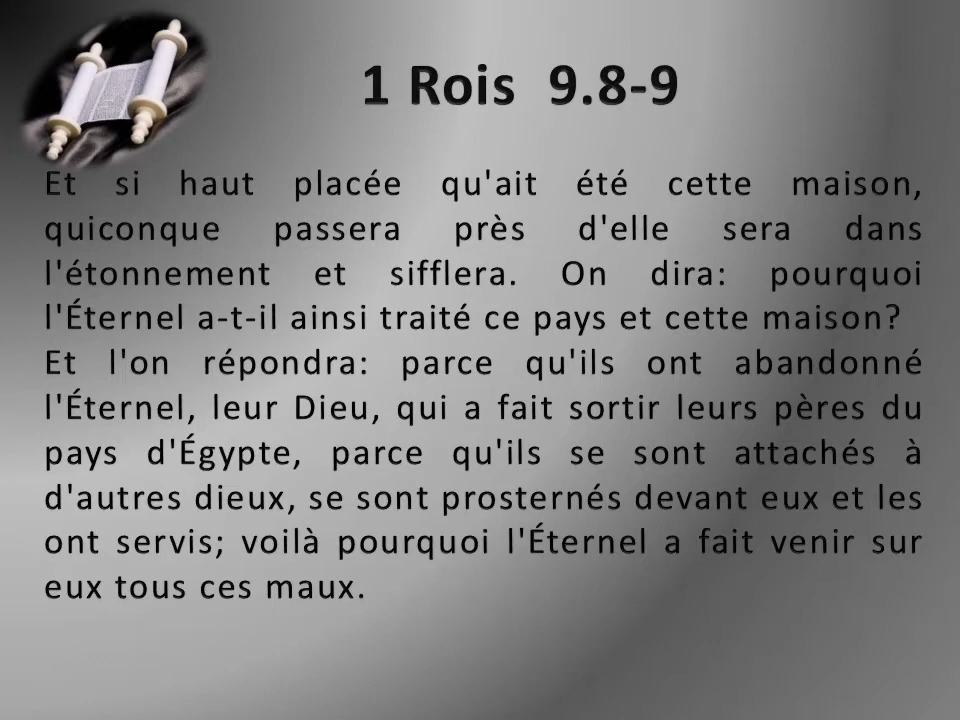 1 Rois 9.8-9
Et si haut placée qu'ait été cette maison,
quiconque passera près d'elle sera dans
l'étonnement et sifflera. On dira: pourquoi
l'Éternel a-t-il ainsi traité ce pays et cette maison?
Et l'on répondra: parce qu'ils ont abandonné
l'Éternel, leur Dieu, qui a fait sortir leurs pères du
pays d'Égypte, parce qu'ils se sont attachés à
d'autres dieux, se sont prosternés devant eux et les
ont servis; voilà pourquoi l'Éternel a fait venir sur
eux tous ces maux.